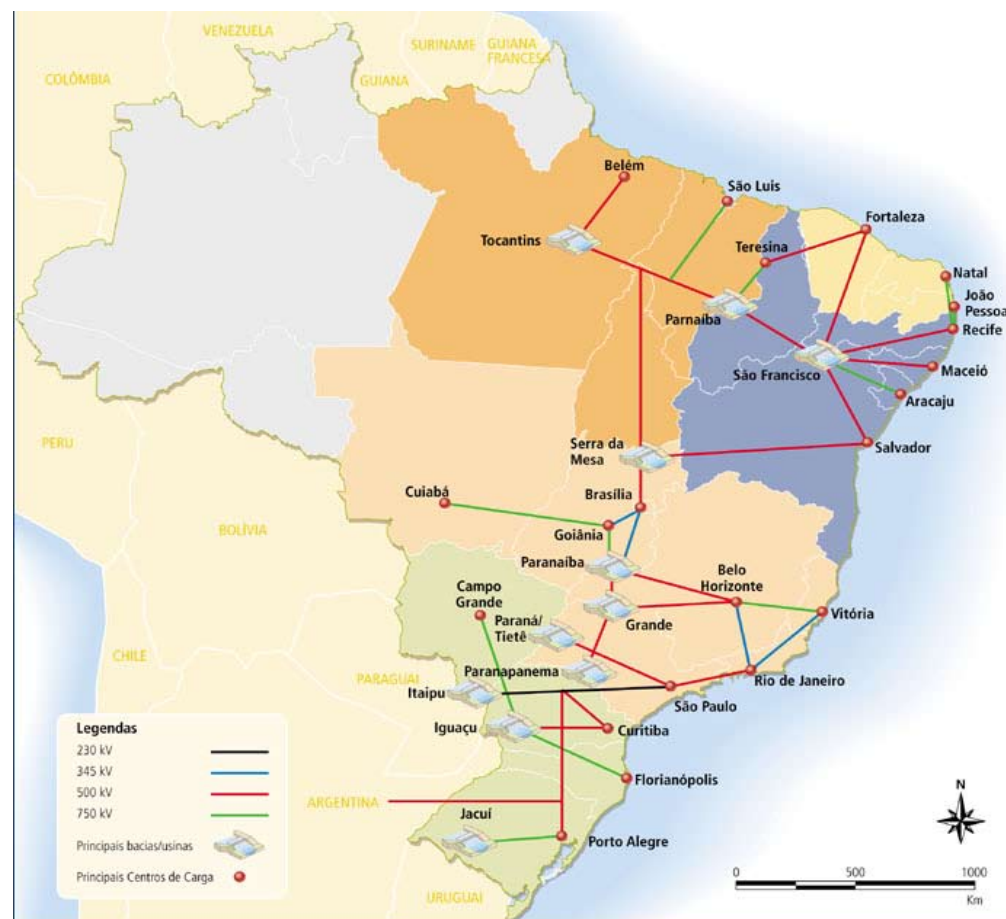 VENEZUELA
SURINAME
GUIANA
FRANCESA
COLÔMBIA
GUIANA
Belém
São Luis
Fortaleza
Tocantins
Teresina
Natal
João
Pessoa
Parnaíba
Recife
São Francisco
Maceió
Aracaju
PERU
Serra da
Mesa
Salvador
Cuiabá
Brasília
BOLÍVIA
Goiânia
Paranaíba
Belo
Horizonte
Campo
Grande
Paraná/
Tietê
Grande
Vitória
CHILE
Paranapanema
PARAGUAI
Itaipu
Rio de Janeiro
São Paulo
Iguaçu
Curitiba
Legendas
230 kV
345 kV
500 kV
750 kV
Principais bacias/usinas
Principais Centros de Carga
Florianópolis
ARGENTINA
Jacuí
Porto Alegre
URUGUAI
N
0 500 1000
Km